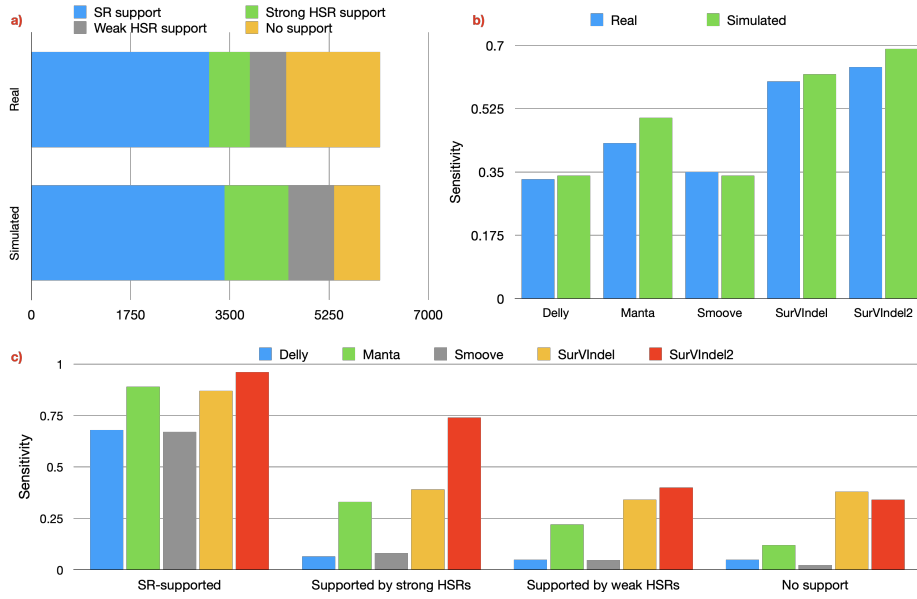 a)
SR support
Strong HSR support
Weak HSR support
No support
Real
Simulated
0 1750 3500 5250 7000
b)
Real
Simulated
Sensitivity
0.7
0.525
0.35
0.175
0
Delly Manta Smoove SurVIndel SurVIndel2
c)
Delly Manta Smoove SurVIndel SurVIndel2
Sensitivity
1
0.75
0.5
0.25
0
SR-supported Supported by strong HSRs Supported by weak HSRs No support